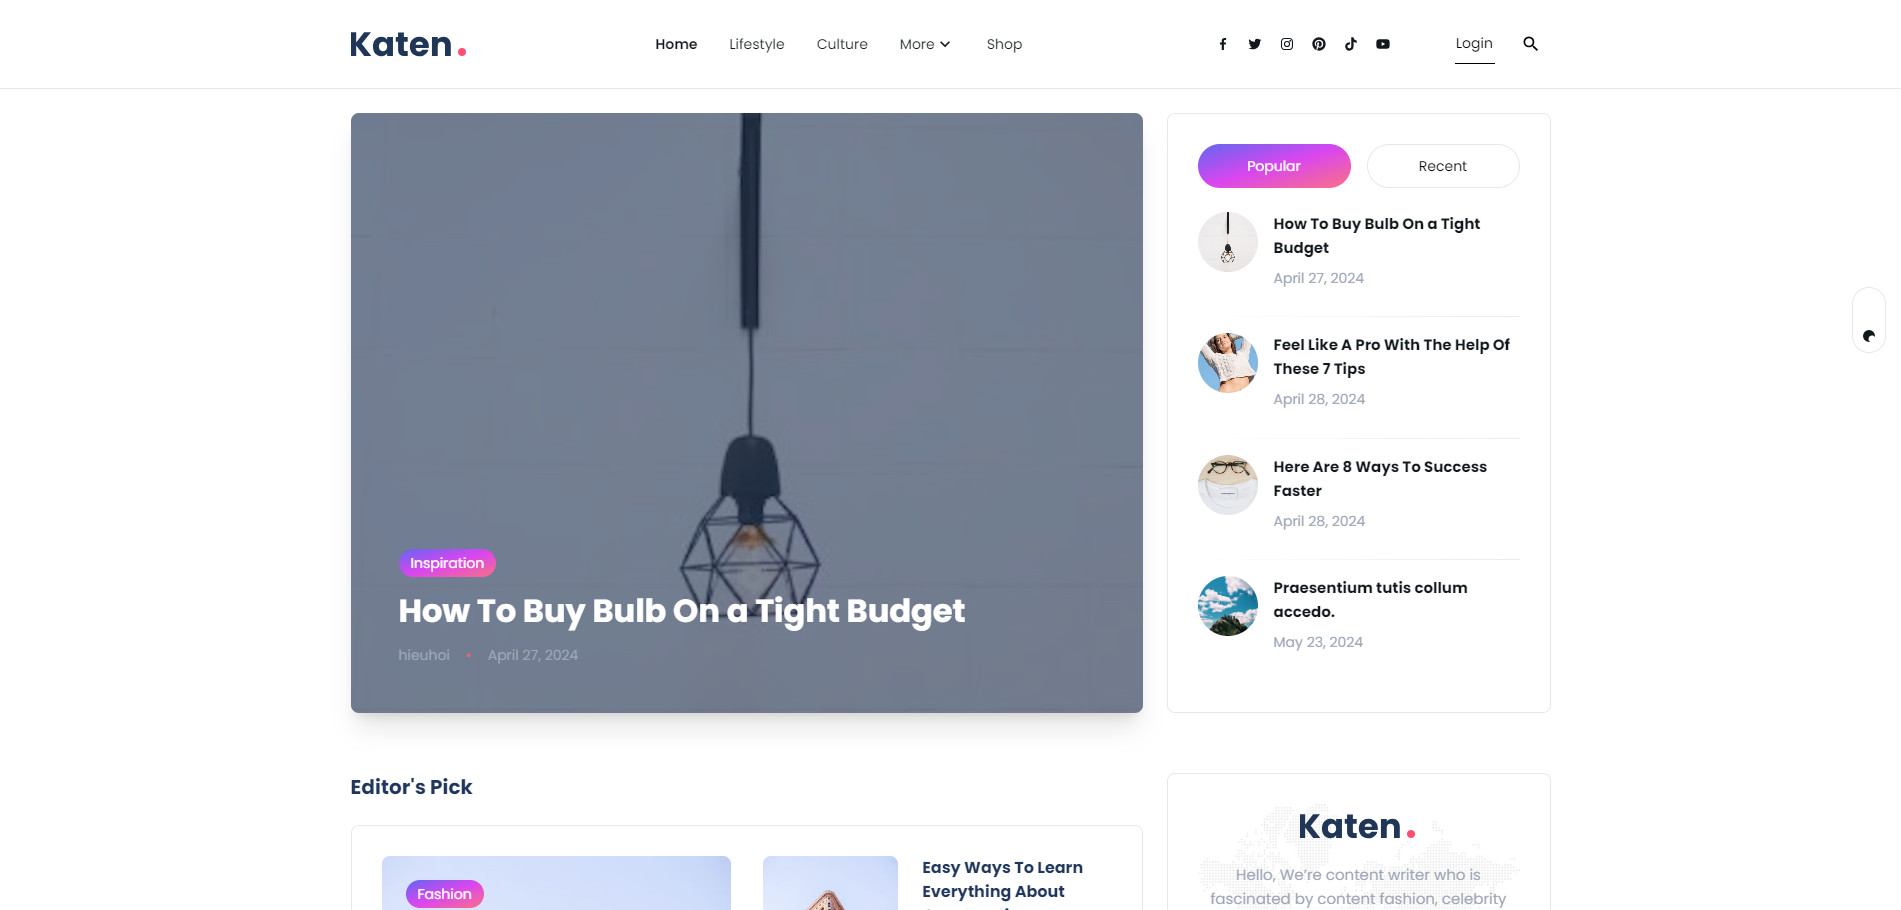 Katen.
Home
Lifestyle
Culture
More
Shop
Login
Inspiration
How To Buy Bulb On a Tight Budget
hieuhoi • April 27, 2024
Popular
Recent
How To Buy Bulb On a Tight
Budget
April 27, 2024
Feel Like A Pro With The Help Of
These 7 Tips
April 28, 2024
Here Are 8 Ways To Success
Faster
April 28, 2024
Praesentium tutis collum
accedo.
May 23, 2024
Editor's Pick
Fashion
Easy Ways To Learn
Everything About
Katen.
Hello, We’re content writer who is
fascinated by content fashion, celebrity